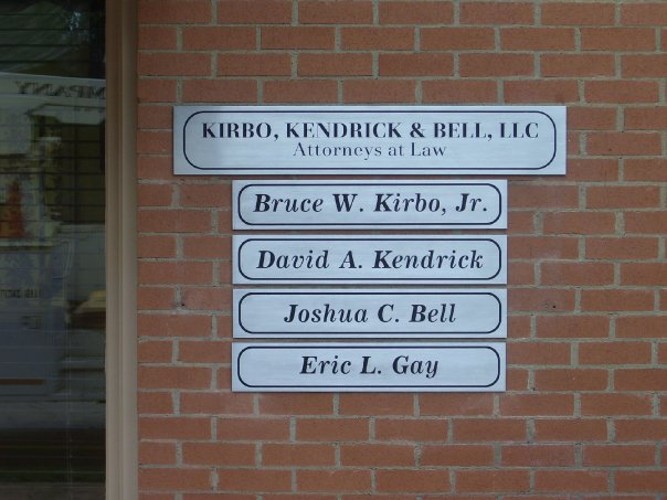 KIRBO, KENDRICK & BELL, LLC
Attorneys at Law
Bruce W. Kirbo, Jr.
David A. Kendrick
Joshua C. Bell
Eric L. Gay